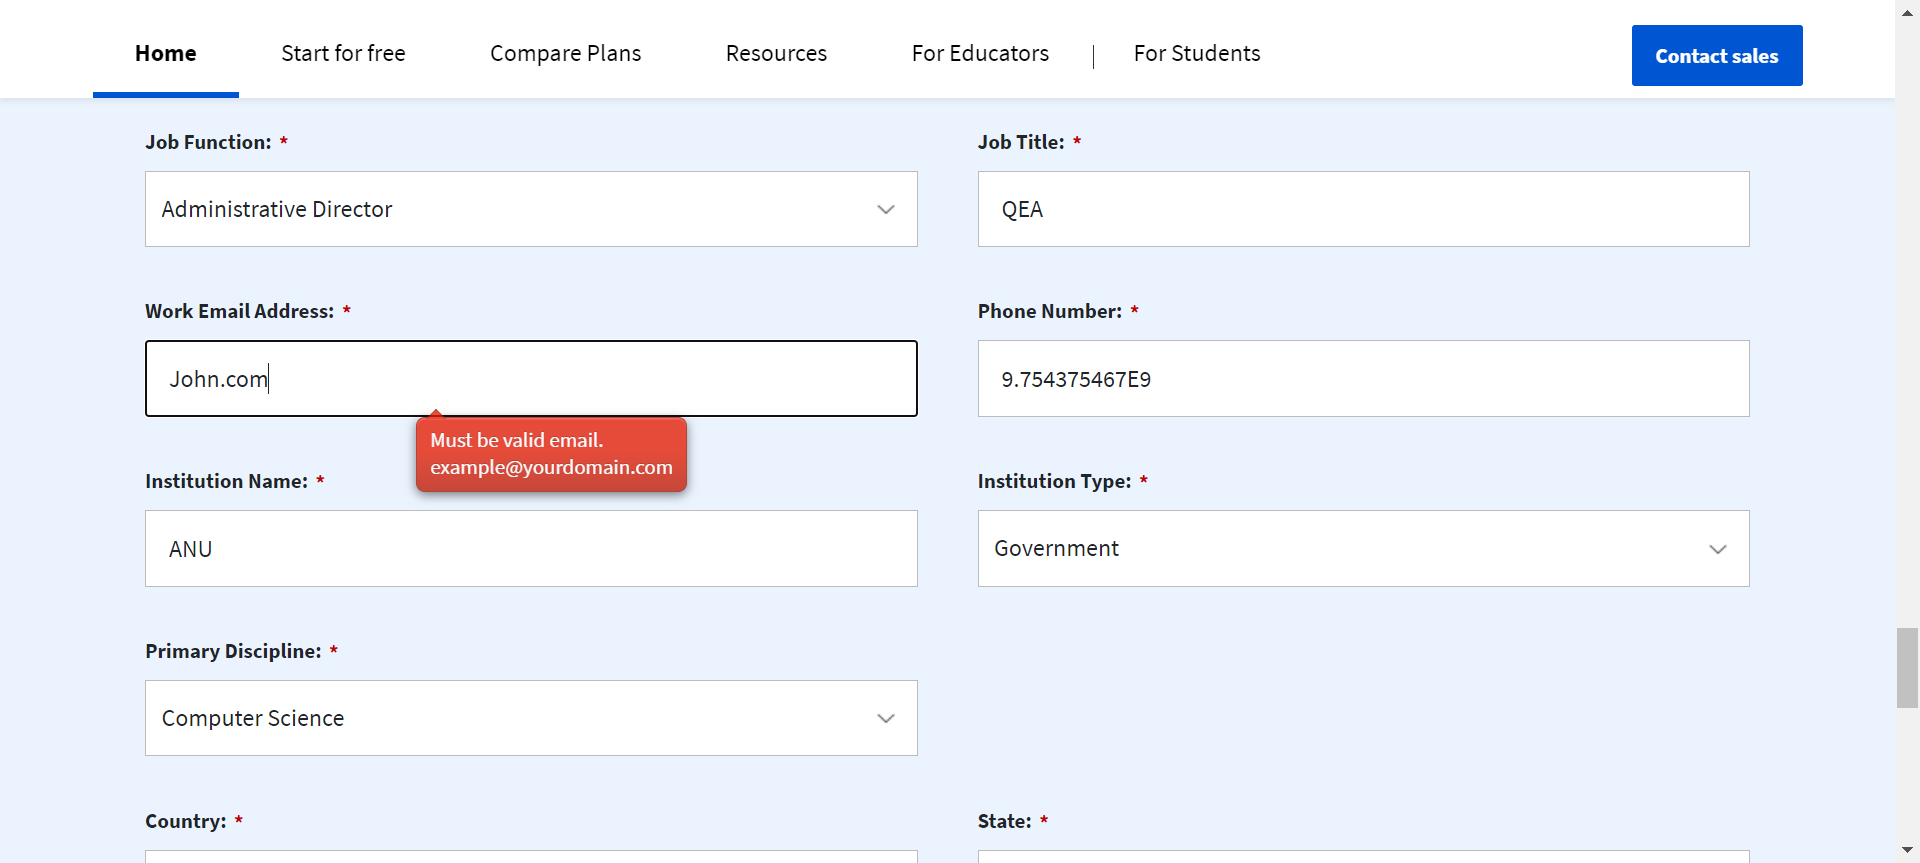 Home Start for free Compare Plans Resources For Educators | For Students Contact sales
Job Function: * Job Title: *
Administrative Director QEA
Work Email Address: * Phone Number: *
John.com 9.754375467E9
Must be valid email.
example@yourdomain.com
Institution Name: * Institution Type: *
ANU Government
Primary Discipline: *
Computer Science
Country: * State: *